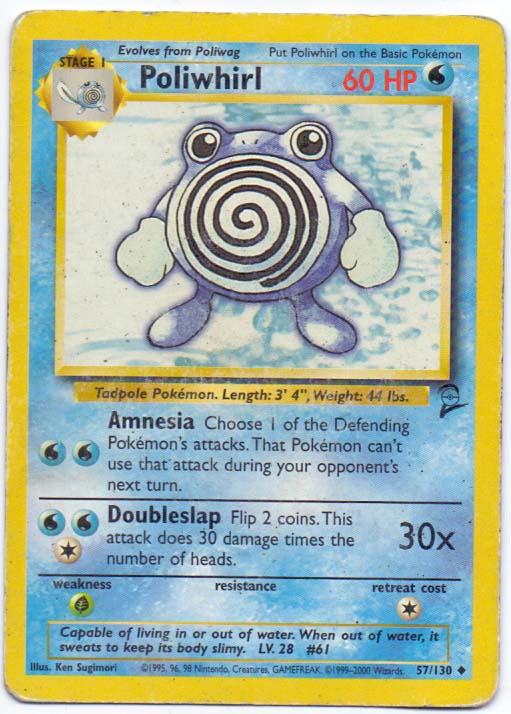 Evolves from Poliwag Put Poliwhirl on the Basic Pokémon
STAGE 1
Poliwhirl 60 HP
Tadpole Pokémon. Length: 3' 4", Weight: 44 lbs.
Amnesia Choose 1 of the Defending
Pokémon's attacks. That Pokémon can't
use that attack during your opponent's
next turn.
Doubleslap Flip 2 coins. This
attack does 30 damage times the
number of heads.
30x
weakness resistance retreat cost
Capable of living in or out of water. When out of water, it
sweats to keep its body slimy. LV. 28 #61
Illus. Ken Sugimori ©1995, 96, 98 Nintendo, Creatures, GAMEFREAK. ©1999-2000 Wizards. 57/130